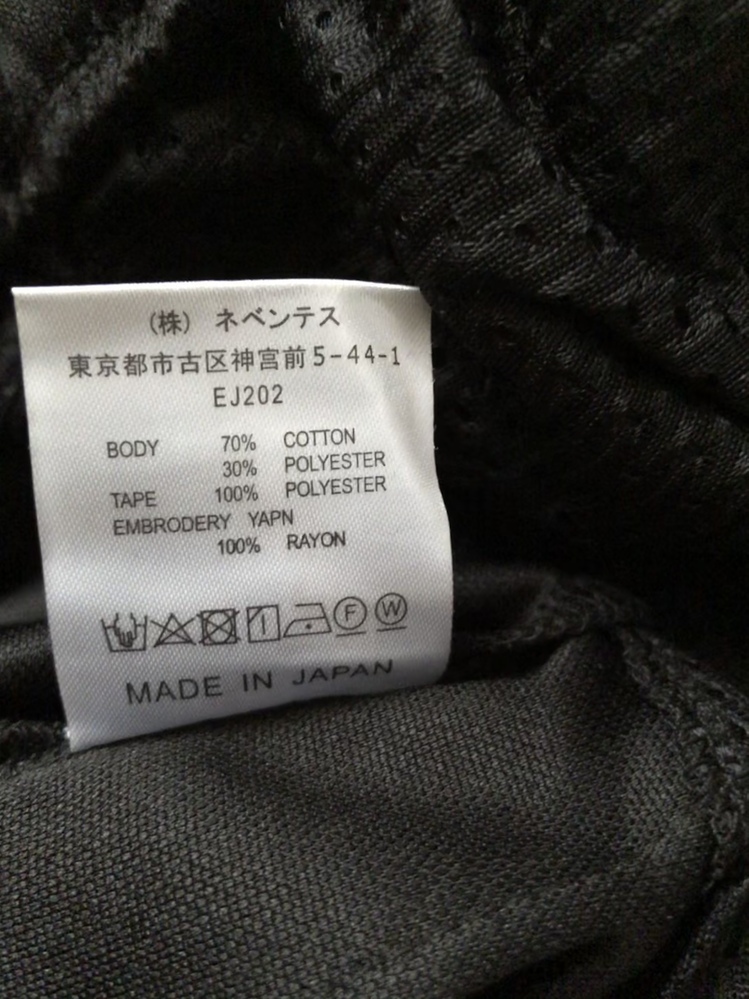 (株) ネベンテス
東京都市古区神宮前5-44-1
EJ202
BODY 70% COTTON
30% POLYESTER
TAPE 100% POLYESTER
EMBRODERY YAPN
100% RAYON
F W
MADE IN JAPAN